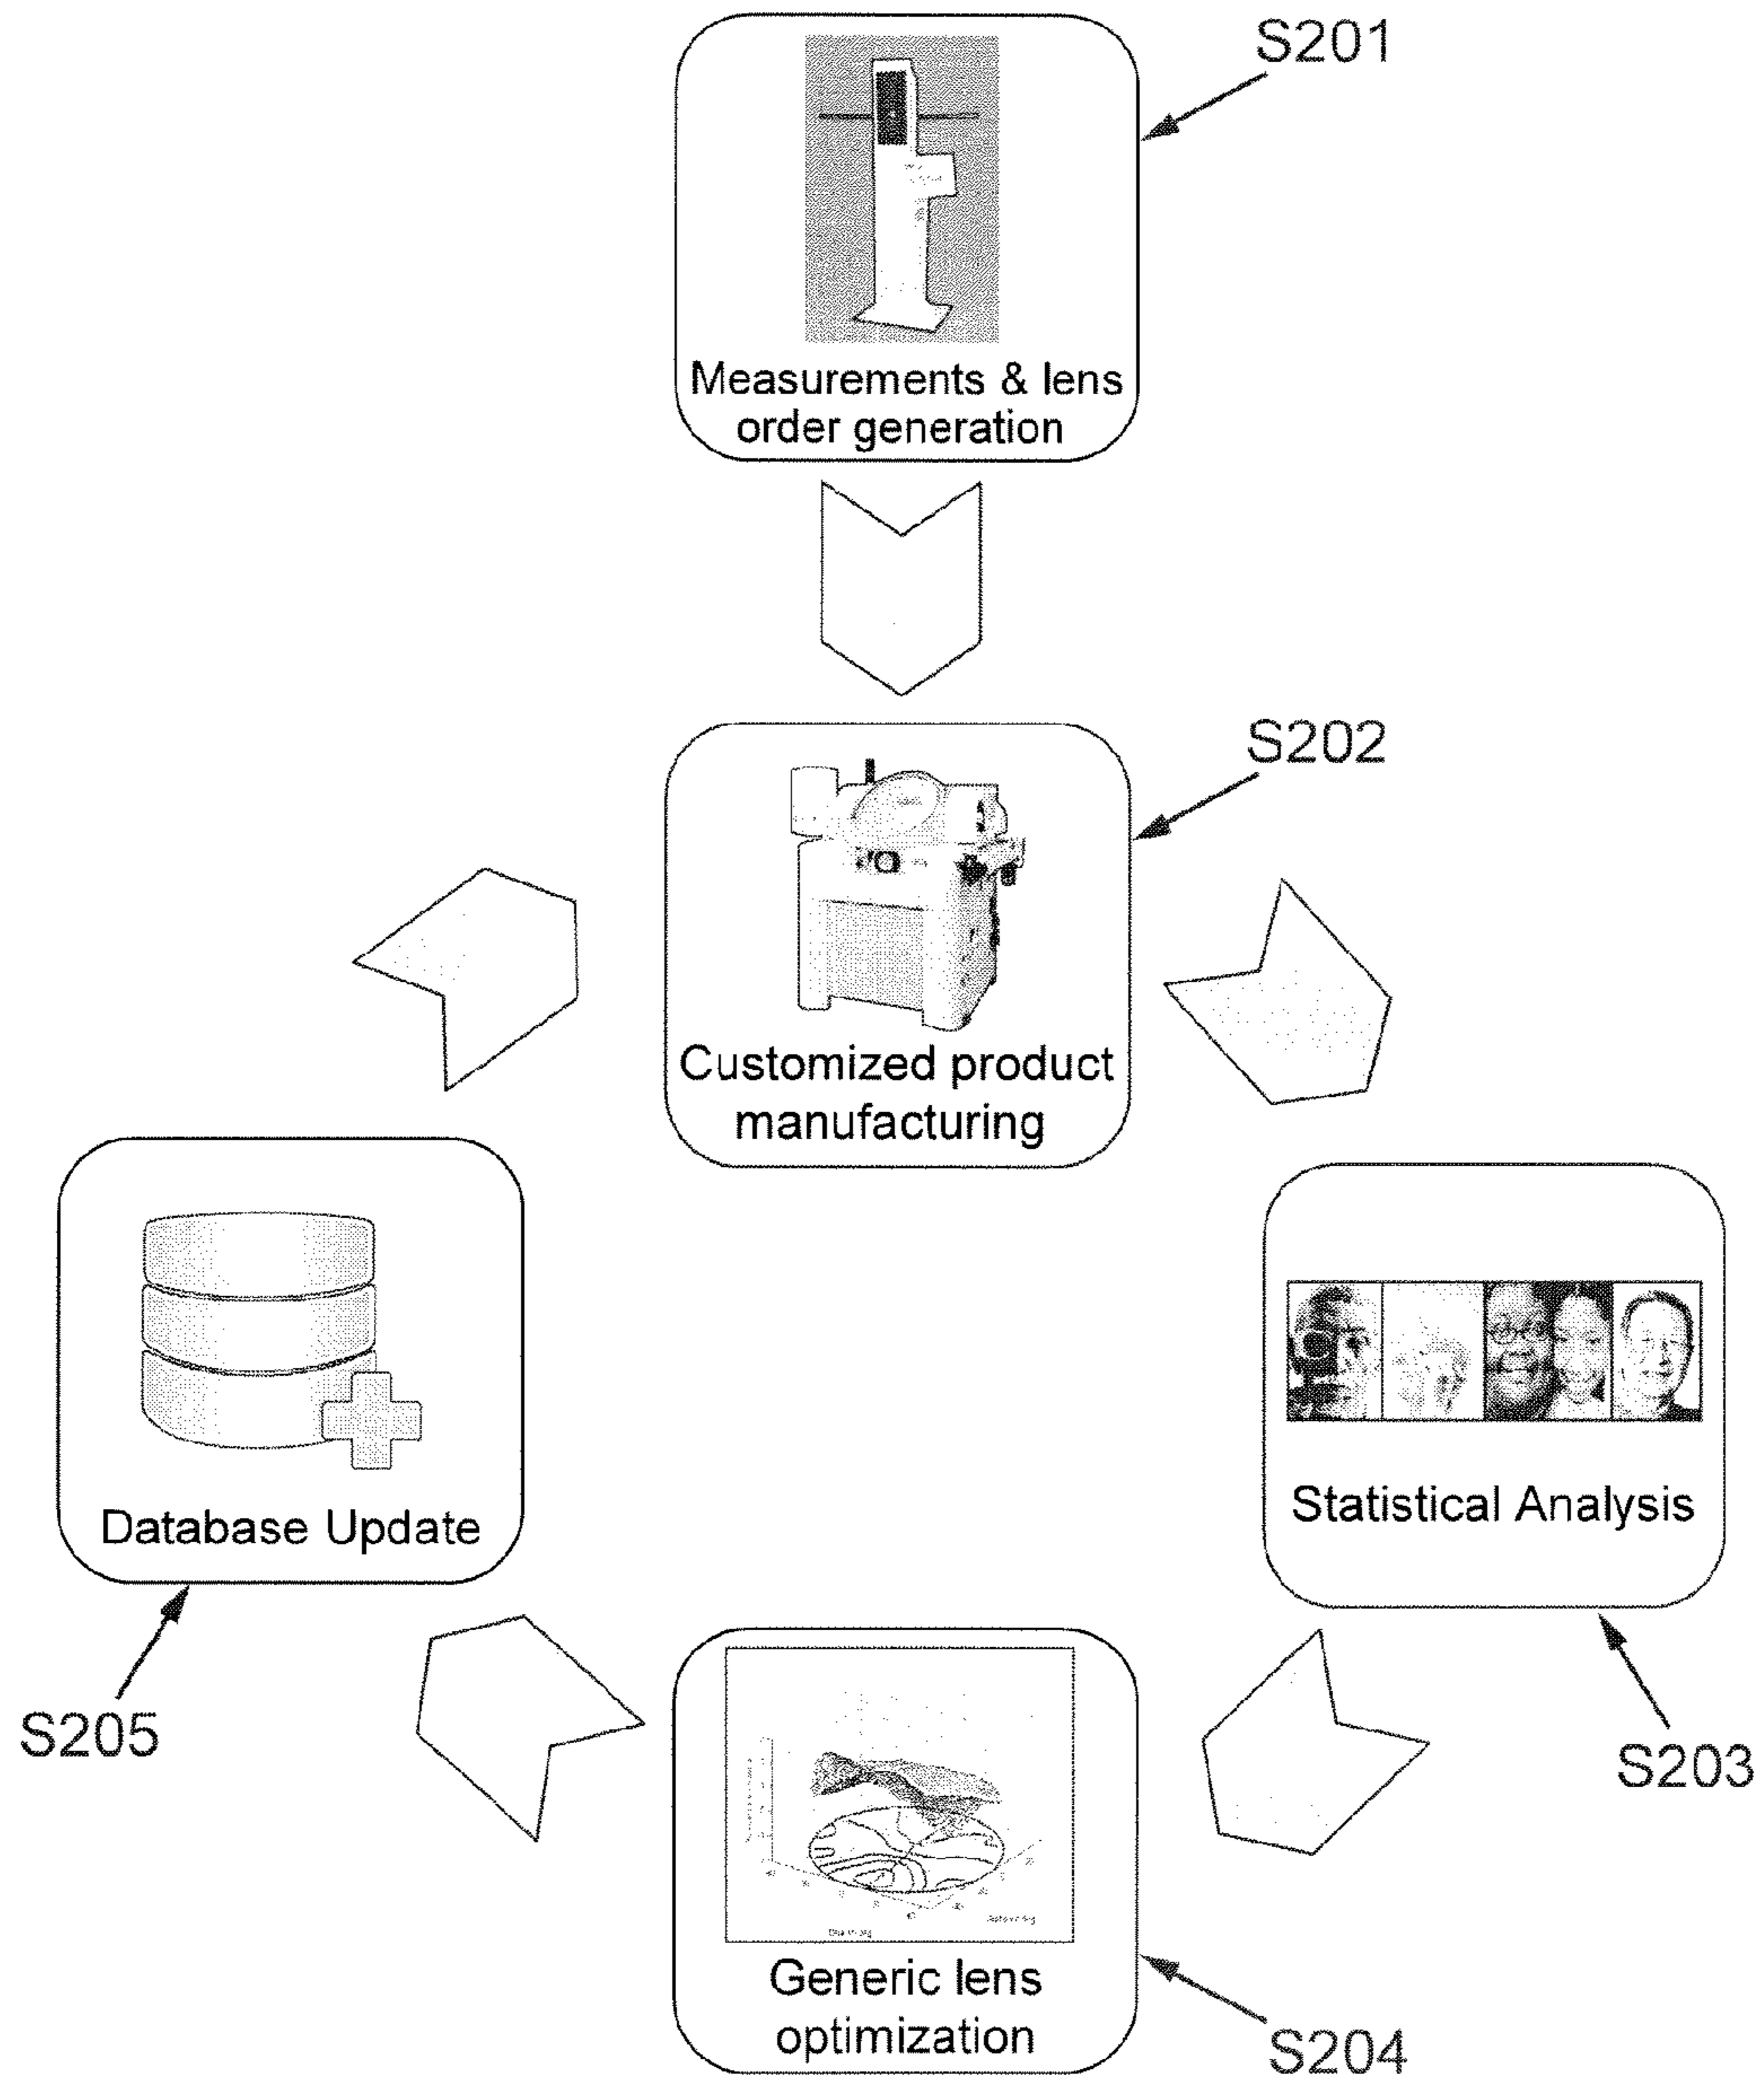 S201
Measurements & lens
order generation
S202
Customized product
manufacturing
Database Update
S205
Statistical Analysis
S203
Generic lens
optimization
S204